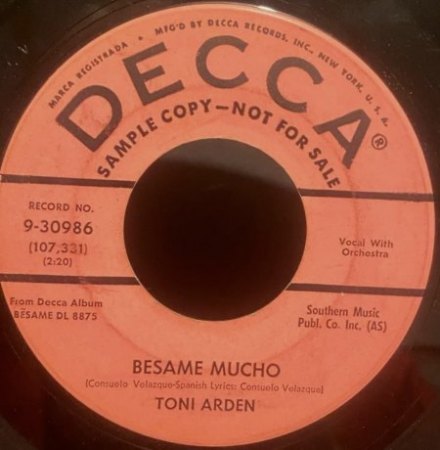 MARCA REGISTRADA • MFG'D BY DECCA RECORDS, INC., NEW YORK, U. S. A.
DECCA®
SAMPLE COPY—NOT FOR SALE
RECORD NO.
9-30986
(107,331)
(2:20)
Vocal With
Orchestra
From Decca Album
BESAME DL 8875
Southern Music
Publ. Co. Inc. (AS)
BESAME MUCHO
(Consuelo Velazquo-Spanish Lyrics: Consuelo Velazquo)
TONI ARDEN